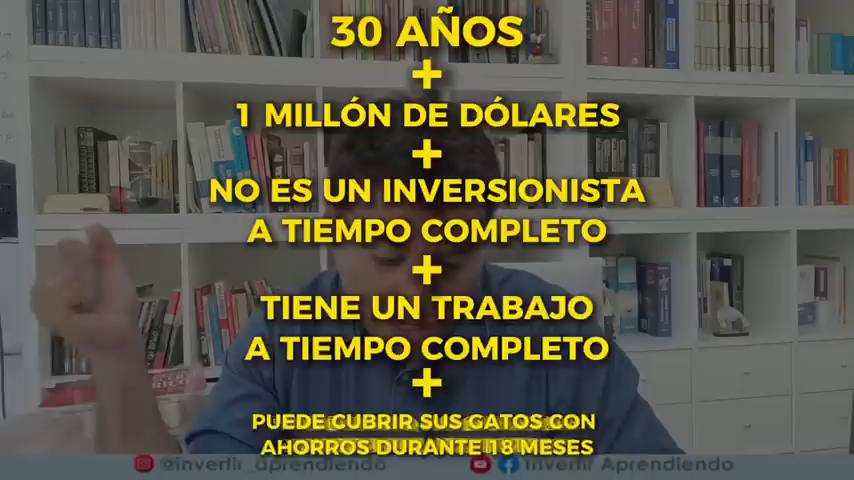 30 AÑOS
+
1 MILLÓN DE DÓLARES
+
NO ES UN INVERSIONISTA
A TIEMPO COMPLETO
+
TIENE UN TRABAJO
A TIEMPO COMPLETO
+
PUEDE CUBRIR SUS GATOS CON
AHORROS DURANTE 18 MESES
@invertir_aprendiendo
Invertir Aprendiendo